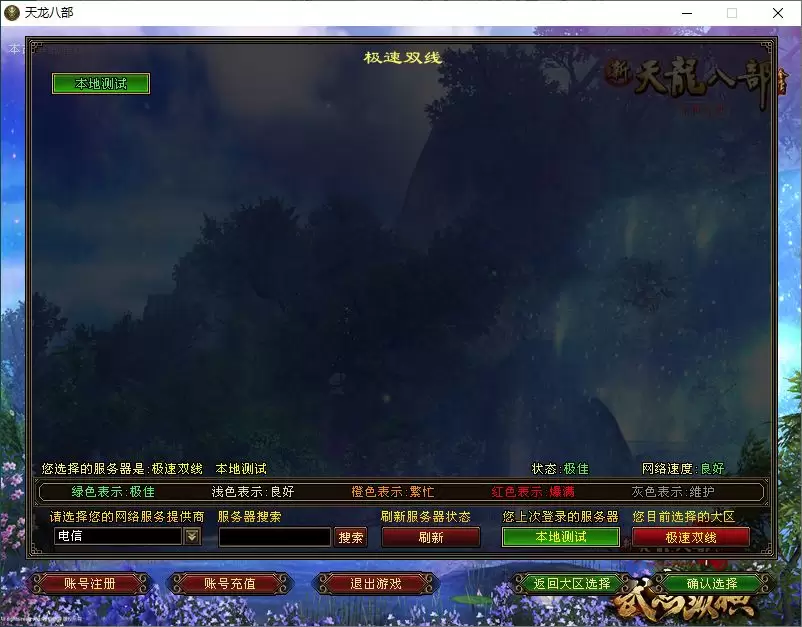 天龙八部
极速双线
本地测试
新天龍八部
您选择的服务器是:极速双线 本地测试 状态:极佳 网络速度:良好
绿色表示:极佳 浅色表示:良好 橙色表示:繁忙 红色表示:爆满 灰色表示:维护
请选择您的网络服务提供商 服务器搜索 刷新服务器状态 您上次登录的服务器 您目前选择的大区
电信 搜索 刷新 本地测试 极速双线
账号注册 账号充值 退出游戏 返回大区选择 确认选择